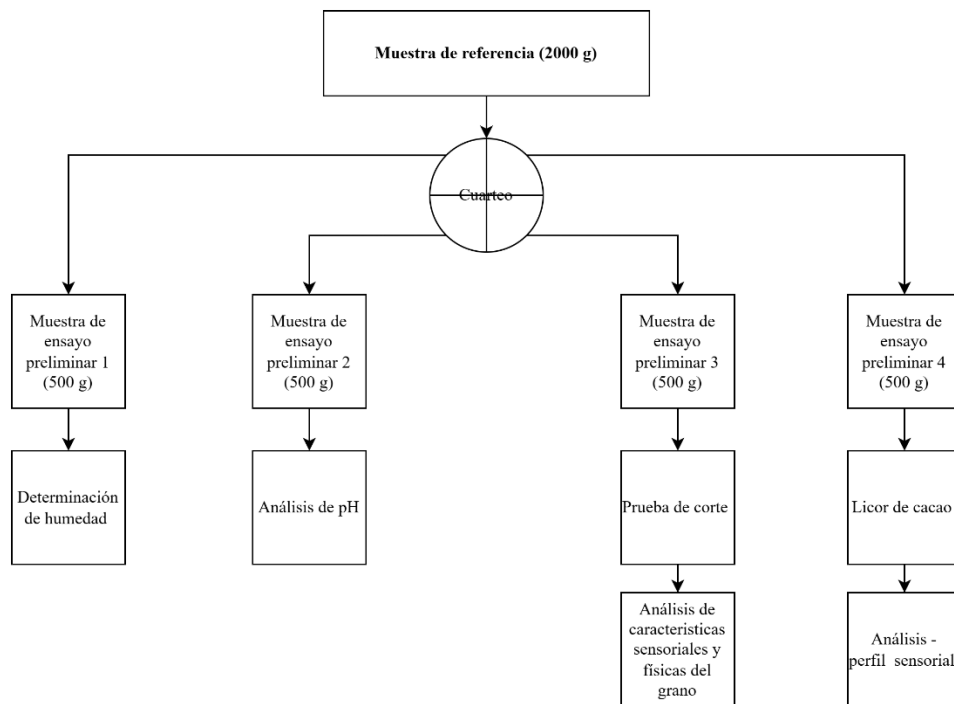 Muestra de referencia (2000 g)
Cuarteo
Muestra de
ensayo
preliminar 1
(500 g)
Muestra de
ensayo
preliminar 2
(500 g)
Muestra de
ensayo
preliminar 3
(500 g)
Muestra de
ensayo
preliminar 4
(500 g)
Determinación
de humedad
Análisis de pH
Prueba de corte
Licor de cacao
Análisis de
caracteristicas
sensoriales y
físicas del
grano
Análisis -
perfil sensorial